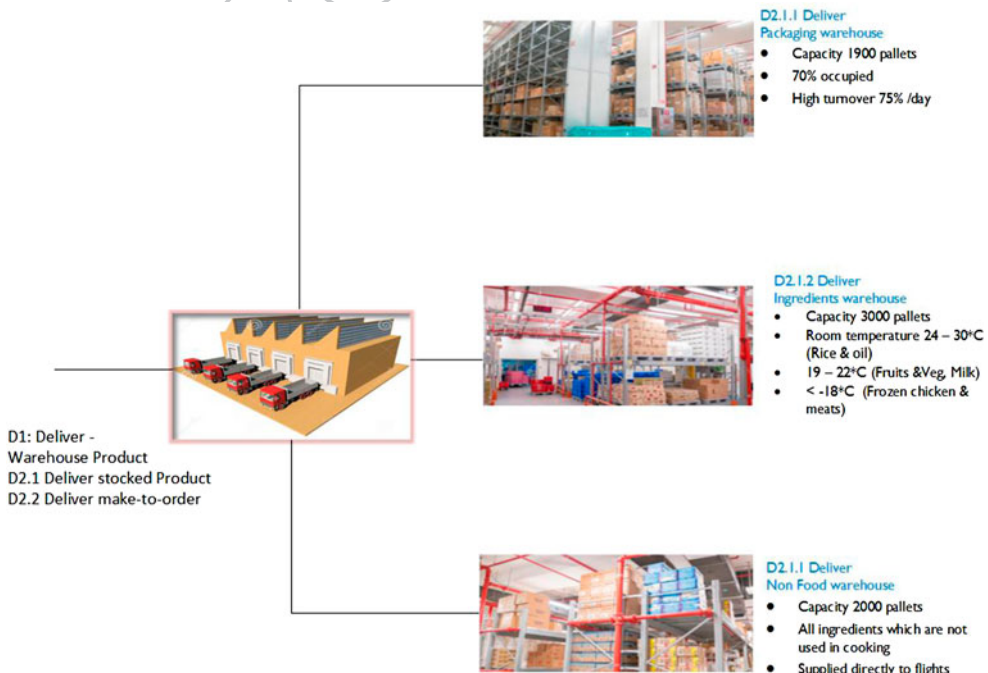 D2.1.1 Deliver
Packaging warehouse
• Capacity 1900 pallets
• 70% occupied
• High turnover 75% /day
D2.1.2 Deliver
Ingredients warehouse
• Capacity 3000 pallets
• Room temperature 24 – 30°C
(Rice & oil)
• 19 – 22°C (Fruits &Veg, Milk)
• < -18°C (Frozen chicken &
meats)
D1: Deliver -
Warehouse Product
D2.1 Deliver stocked Product
D2.2 Deliver make-to-order
D2.1.1 Deliver
Non Food warehouse
• Capacity 2000 pallets
• All ingredients which are not
used in cooking
• Supplied directly to flights